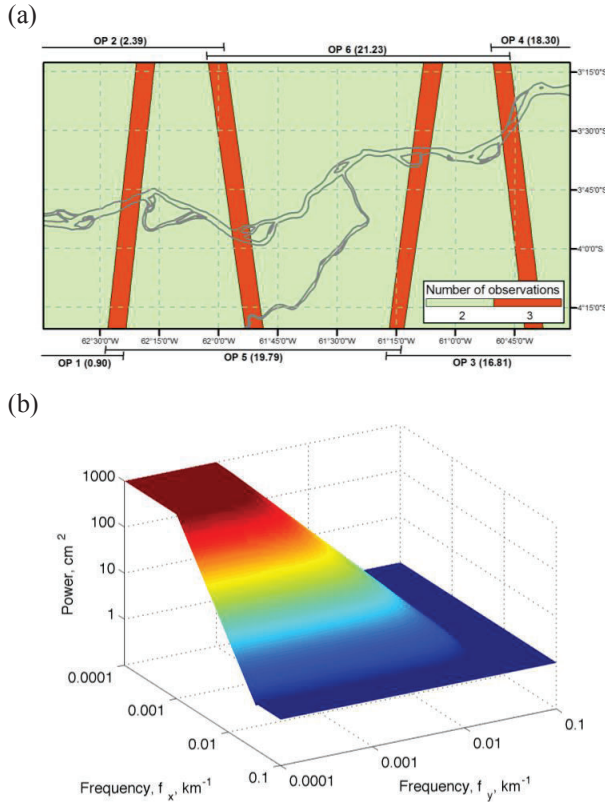 (a)
OP 2 (2.39)
OP 4 (18.30)
OP 6 (21.23)
3°15'0"S
3°30'0"S
3°45'0"S
4°0'0"S
4°15'0"S
Number of observations
2 3
62°30'0"W 62°15'0"W 62°0'0"W 61°45'0"W 61°30'0"W 61°15'0"W 61°0'0"W 60°45'0"W
OP 1 (0.90)
OP 5 (19.79)
OP 3 (16.81)
(b)
1000
100
10
1
Power, cm 2
0.0001
0.001
0.01
0.1
Frequency, f x, km-1
0.0001
0.001
0.01
0.1
Frequency, f y, km-1